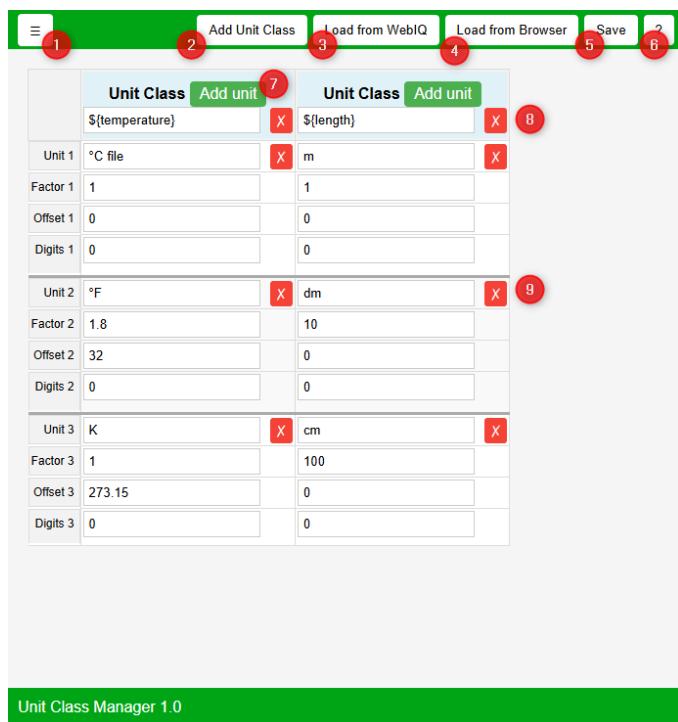 ☰ Add Unit Class Load from WebIQ Load from Browser Save ?
1 2 3 4 5 6
Unit Class Add unit 7 Unit Class Add unit
${temperature} X ${length} X 8
Unit 1 °C file X m X
Factor 1 1 1
Offset 1 0 0
Digits 1 0 0
Unit 2 °F X dm X 9
Factor 2 1.8 10
Offset 2 32 0
Digits 2 0 0
Unit 3 K X cm X
Factor 3 1 100
Offset 3 273.15 0
Digits 3 0 0
Unit Class Manager 1.0